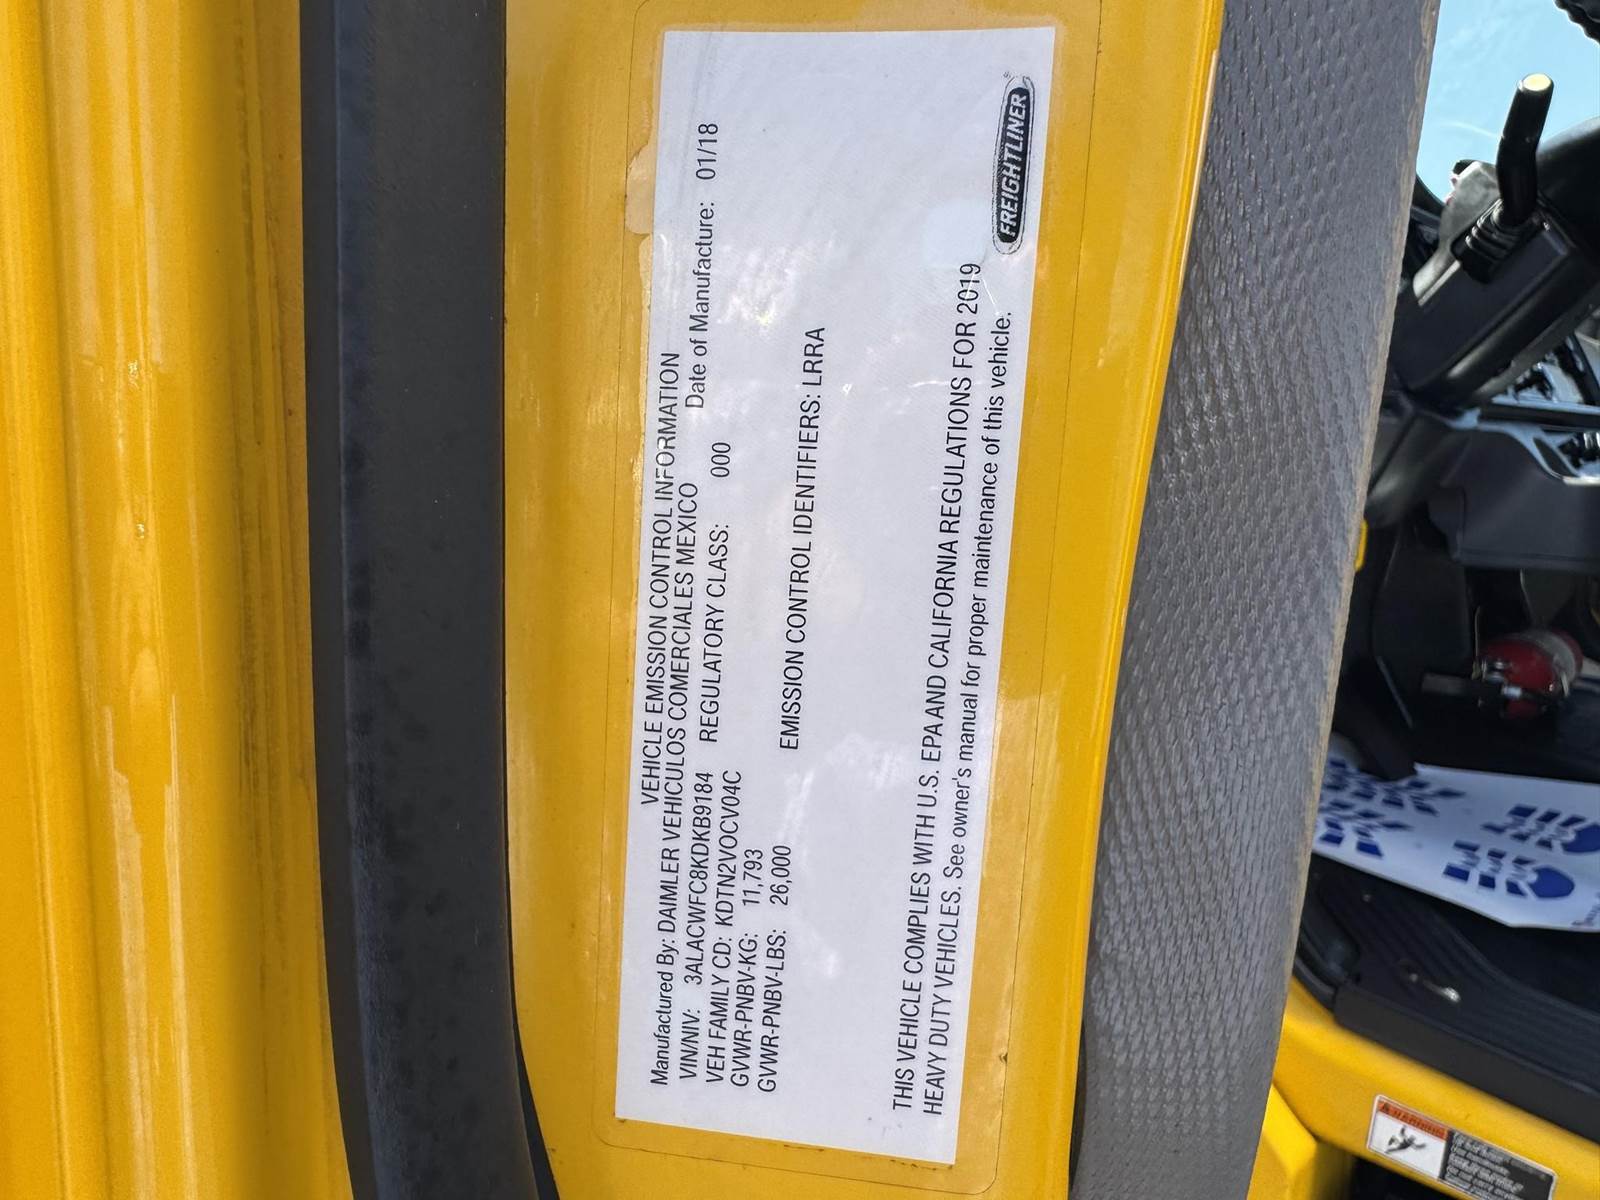 VEHICLE EMISSION CONTROL INFORMATION
Manufactured By: DAIMLER VEHICULOS COMERCIALES MEXICO
VIN/NIV: 3ALACWFC8KDKB9184 REGULATORY CLASS: 000 Date of Manufacture: 01/18
VEH FAMILY CD: KDTN2VOCV04C
GVWR-PNBV-KG: 11,793
GVWR-PNBV-LBS: 26,000
EMISSION CONTROL IDENTIFIERS: LRRA
THIS VEHICLE COMPLIES WITH U.S. EPA AND CALIFORNIA REGULATIONS FOR 2019
HEAVY DUTY VEHICLES. See owner's manual for proper maintenance of this vehicle.
FREIGHTLINER®
WARNING